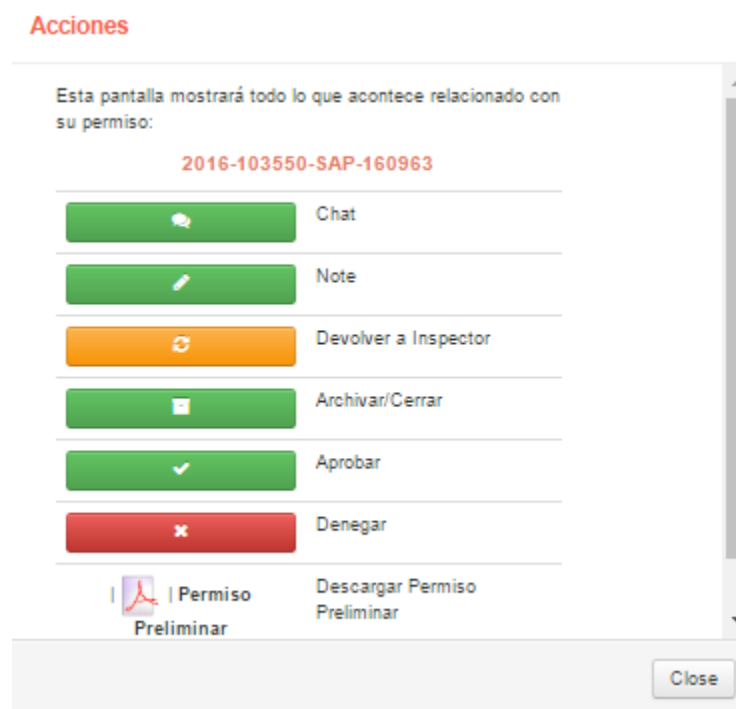 Acciones
Esta pantalla mostrará todo lo que acontece relacionado con
su permiso:
2016-103550-SAP-160963
Chat
Note
Devolver a Inspector
Archivar/Cerrar
Aprobar
Denegar
| | Permiso
Preliminar
Descargar Permiso
Preliminar
Close